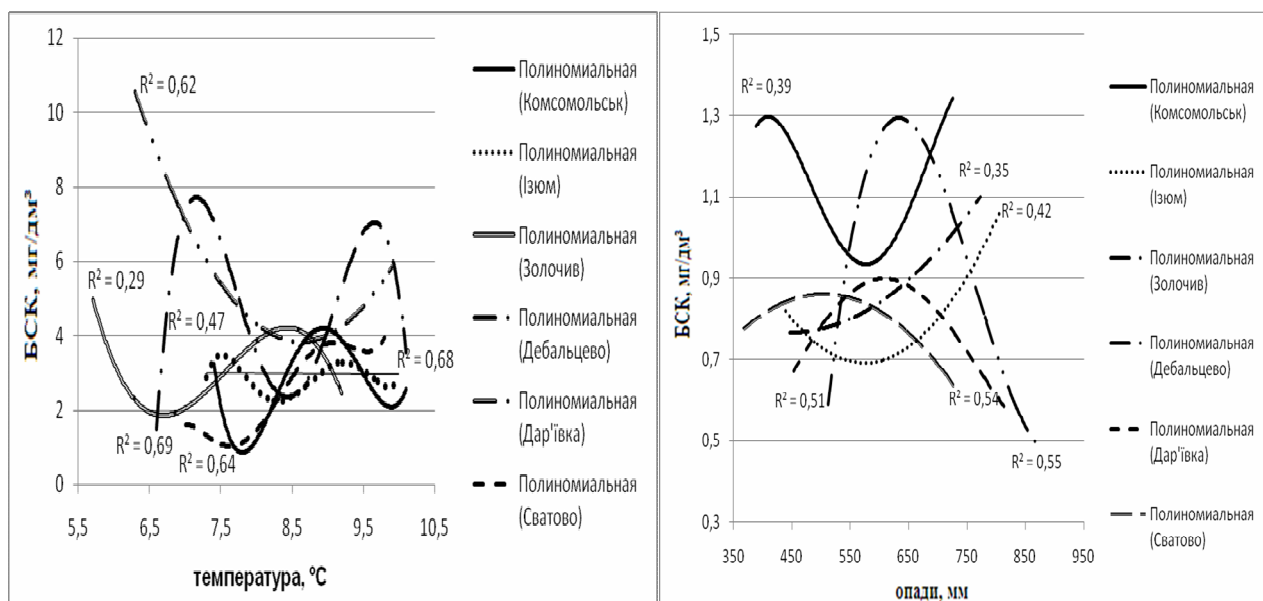 12
10
8
6
4
2
0
БСК, мг/дм³
5,5 6,5 7,5 8,5 9,5 10,5
температура, °С
R² = 0,62
R² = 0,29
R² = 0,47
R² = 0,68
R² = 0,69
R² = 0,64
Полиномиальная
(Комсомольськ)
Полиномиальная
(Ізюм)
Полиномиальная
(Золочив)
Полиномиальная
(Дебальцево)
Полиномиальная
(Дар'ївка)
Полиномиальная
(Сватово)
1,5
1,3
1,1
0,9
0,7
0,5
0,3
БСК, мг/дм³
350 450 550 650 750 850 950
опади, мм
R² = 0,39
R² = 0,35
R² = 0,42
R² = 0,51
R² = 0,54
R² = 0,55
Полиномиальная
(Комсомольськ)
Полиномиальная
(Ізюм)
Полиномиальная
(Золочив)
Полиномиальная
(Дебальцево)
Полиномиальная
(Дар'ївка)
Полиномиальная
(Сватово)